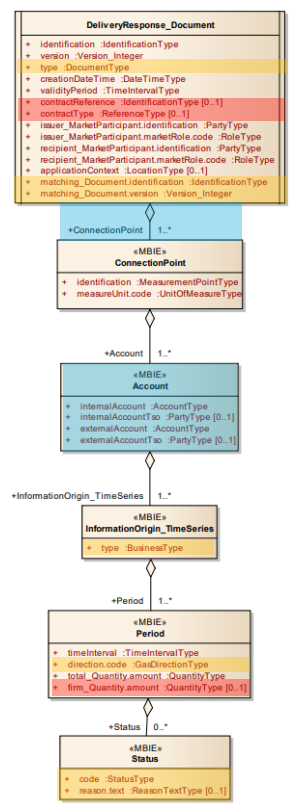 DeliveryResponse_Document
+ identification :IdentificationType
+ version :Version_Integer
+ type :DocumentType
+ creationDateTime :DateTimeType
+ validityPeriod :TimeIntervalType
+ contractReference :IdentificationType [0..1]
+ contractType :ReferenceType [0..1]
+ issuer_MarketParticipant.identification :PartyType
+ issuer_MarketParticipant.marketRole.code :RoleType
+ recipient_MarketParticipant.identification :PartyType
+ recipient_MarketParticipant.marketRole.code :RoleType
+ applicationContext :LocationType [0..1]
+ matching_Document.identification :IdentificationType
+ matching_Document.version :Version_Integer
+ConnectionPoint 1..*
«MBIE»
ConnectionPoint
+ identification :MeasurementPointType
+ measureUnit.code :UnitOfMeasureType
+Account 1..*
«MBIE»
Account
+ internalAccount :AccountType
+ internalAccountTso :PartyType [0..1]
+ externalAccount :AccountType
+ externalAccountTso :PartyType [0..1]
+InformationOrigin_TimeSeries 1..*
«MBIE»
InformationOrigin_TimeSeries
+ type :BusinessType
+Period 1..*
«MBIE»
Period
+ timeInterval :TimeIntervalType
+ direction.code :GasDirectionType
+ total_Quantity.amount :QuantityType
+ firm_Quantity.amount :QuantityType [0..1]
+Status 0..*
«MBIE»
Status
+ code :StatusType
+ reason.text :ReasonTextType [0..1]